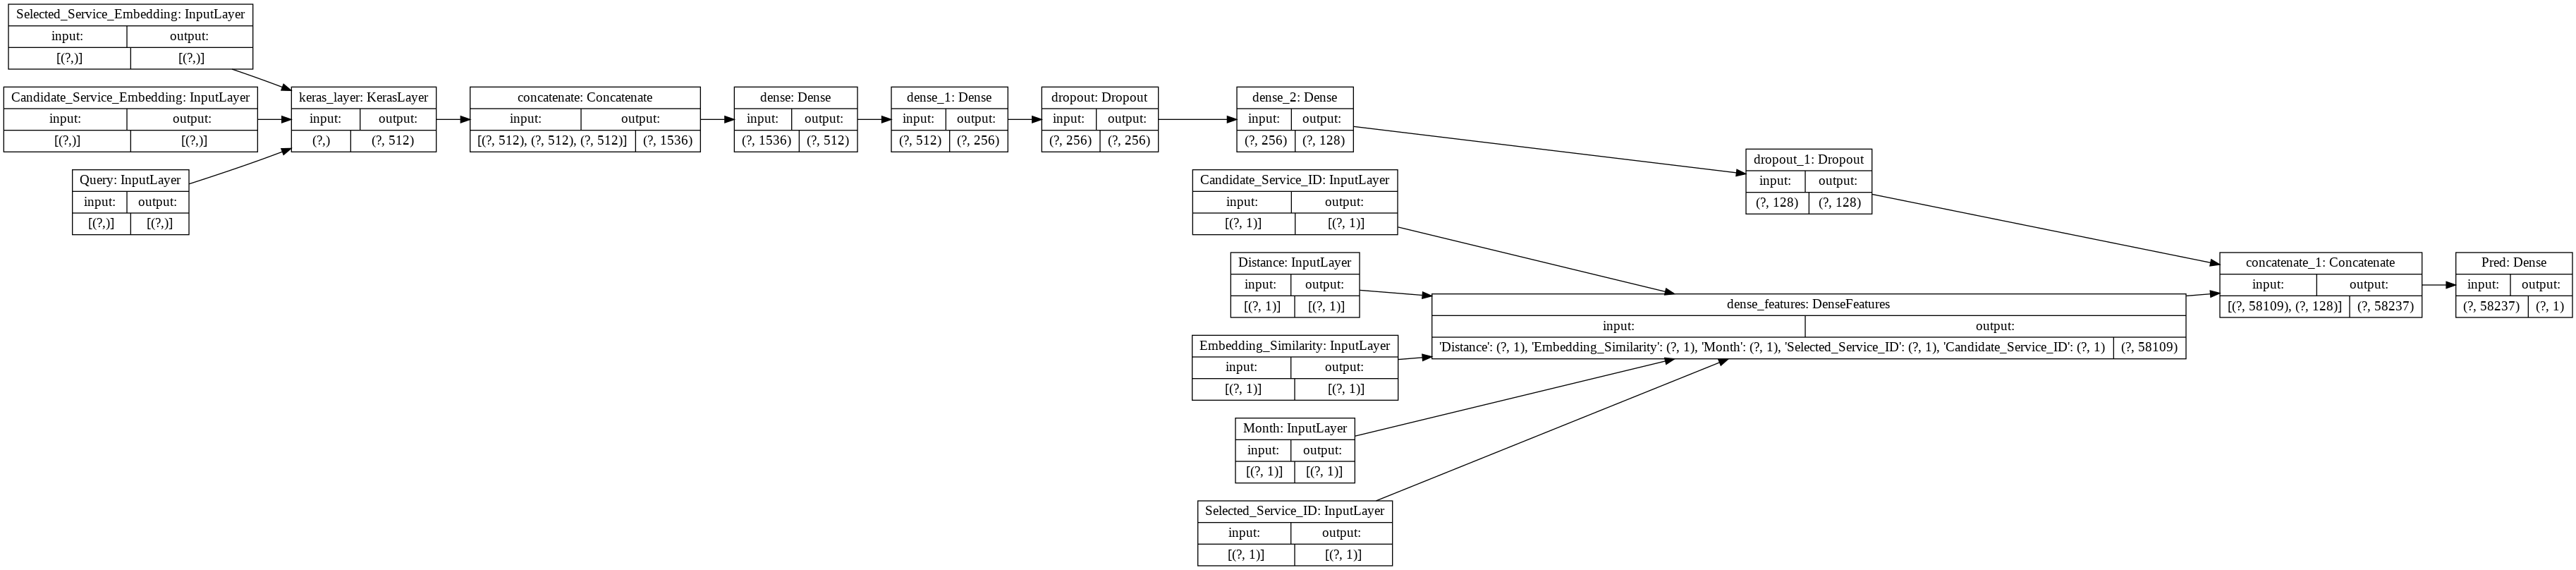 Selected_Service_Embedding: InputLayer
input: output:
[(?,)] [(?,)]
Candidate_Service_Embedding: InputLayer
input: output:
[(?,)] [(?,)]
Query: InputLayer
input: output:
[(?,)] [(?,)]
keras_layer: KerasLayer
input: output:
(?,) (?, 512)
concatenate: Concatenate
input: output:
[(?, 512), (?, 512), (?, 512)] (?, 1536)
dense: Dense
input: output:
(?, 1536) (?, 512)
dense_1: Dense
input: output:
(?, 512) (?, 256)
dropout: Dropout
input: output:
(?, 256) (?, 256)
dense_2: Dense
input: output:
(?, 256) (?, 128)
Candidate_Service_ID: InputLayer
input: output:
[(?, 1)] [(?, 1)]
Distance: InputLayer
input: output:
[(?, 1)] [(?, 1)]
Embedding_Similarity: InputLayer
input: output:
[(?, 1)] [(?, 1)]
Month: InputLayer
input: output:
[(?, 1)] [(?, 1)]
Selected_Service_ID: InputLayer
input: output:
[(?, 1)] [(?, 1)]
dropout_1: Dropout
input: output:
(?, 128) (?, 128)
dense_features: DenseFeatures
input: output:
'Distance': (?, 1), 'Embedding_Similarity': (?, 1), 'Month': (?, 1), 'Selected_Service_ID': (?, 1), 'Candidate_Service_ID': (?, 1) (?, 58109)
concatenate_1: Concatenate
input: output:
[(?, 58109), (?, 128)] (?, 58237)
Pred: Dense
input: output:
(?, 58237) (?, 1)